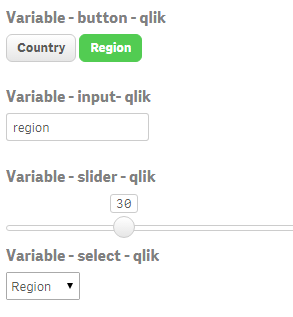 Variable - button - qlik
Country Region
Variable - input- qlik
region
Variable - slider - qlik
30
Variable - select - qlik
Region